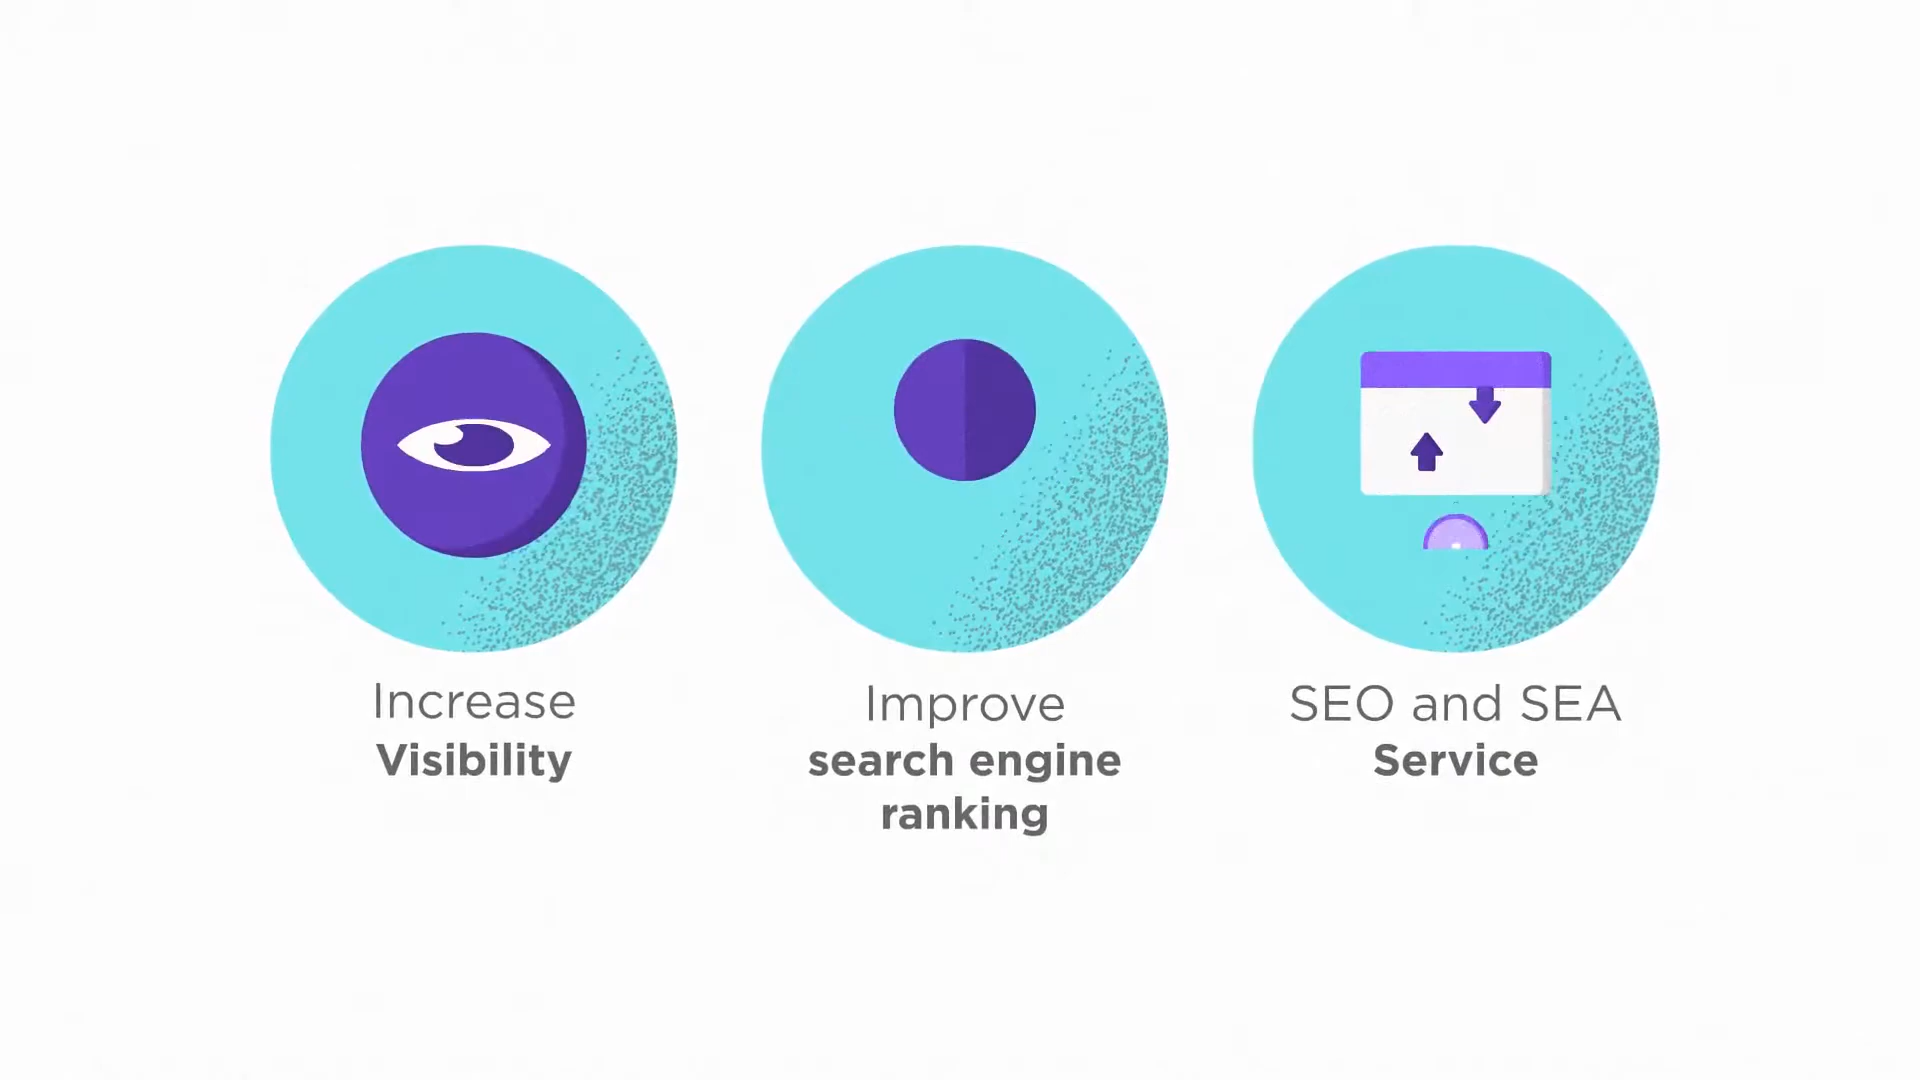 Increase
Visibility
Improve
search engine
ranking
SEO and SEA
Service